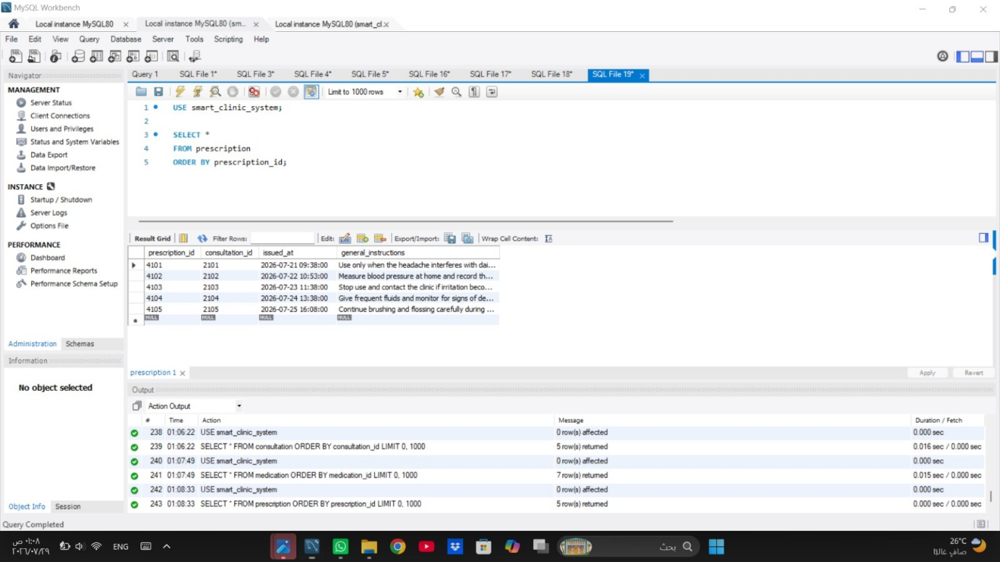 MySQL Workbench
Local instance MySQL80 × Local instance MySQL80 (sm... × Local instance MySQL80 (smart_cl×
File Edit View Query Database Server Tools Scripting Help
Navigator
Query 1 SQL File 1* SQL File 3* SQL File 4* SQL File 5* SQL File 16* SQL File 17* SQL File 18* SQL File 19* ×
MANAGEMENT
Server Status
Client Connections
Users and Privileges
Status and System Variables
Data Export
Data Import/Restore
INSTANCE
Startup / Shutdown
Server Logs
Options File
PERFORMANCE
Dashboard
Performance Reports
Performance Schema Setup
Administration Schemas
Information
No object selected
Object Info Session
Limit to 1000 rows
1 USE smart_clinic_system;
2
3 SELECT *
4 FROM prescription
5 ORDER BY prescription_id;
Result Grid Filter Rows: Edit: Export/Import: Wrap Cell Content:
prescription_id consultation_id issued_at general_instructions
4101 2101 2026-07-21 09:38:00 Use only when the headache interferes with dai...
4102 2102 2026-07-22 10:53:00 Measure blood pressure at home and record th...
4103 2103 2026-07-23 11:38:00 Stop use and contact the clinic if irritation beco...
4104 2104 2026-07-24 13:38:00 Give frequent fluids and monitor for signs of de...
4105 2105 2026-07-25 16:08:00 Continue brushing and flossing carefully during ...
NULL NULL NULL NULL
prescription 1 × Apply Revert
Output
Action Output
# Time Action Message Duration / Fetch
238 01:06:22 USE smart_clinic_system 0 row(s) affected 0.000 sec
239 01:06:22 SELECT * FROM consultation ORDER BY consultation_id LIMIT 0, 1000 5 row(s) returned 0.016 sec / 0.000 sec
240 01:07:49 USE smart_clinic_system 0 row(s) affected 0.000 sec
241 01:07:49 SELECT * FROM medication ORDER BY medication_id LIMIT 0, 1000 7 row(s) returned 0.015 sec / 0.000 sec
242 01:08:33 USE smart_clinic_system 0 row(s) affected 0.000 sec
243 01:08:33 SELECT * FROM prescription ORDER BY prescription_id LIMIT 0, 1000 5 row(s) returned 0.000 sec / 0.000 sec
Query Completed
٠١:٠٨ ص
٢٠٢٦/٠٧/٢٩
ENG
بحث
26°C
صافٍ غالبًا